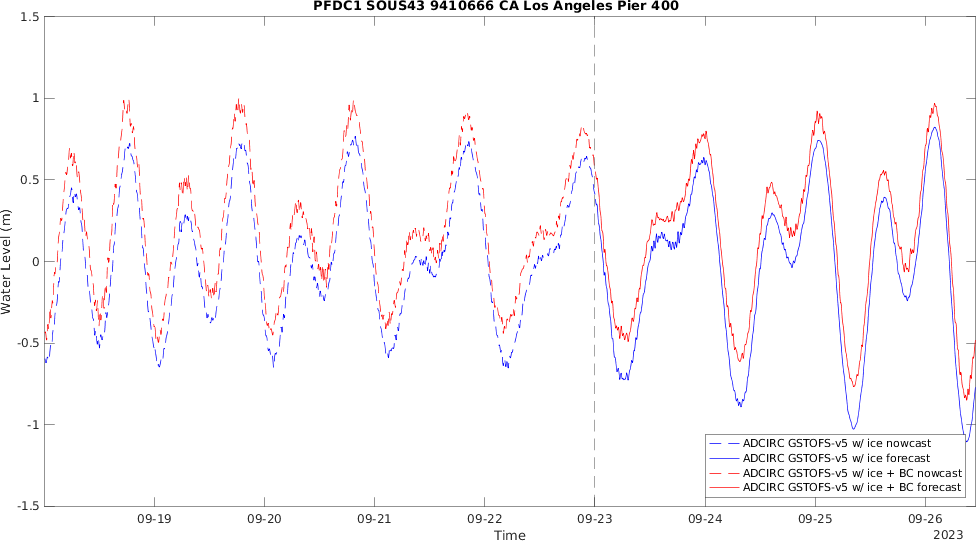 PFDC1 SOUS43 9410666 CA Los Angeles Pier 400
1.5
1
0.5
0
-0.5
-1
-1.5
Water Level (m)
ADCIRC GSTOFS-v5 w/ ice nowcast
ADCIRC GSTOFS-v5 w/ ice forecast
ADCIRC GSTOFS-v5 w/ ice + BC nowcast
ADCIRC GSTOFS-v5 w/ ice + BC forecast
09-19 09-20 09-21 09-22 09-23 09-24 09-25 09-26
Time
2023